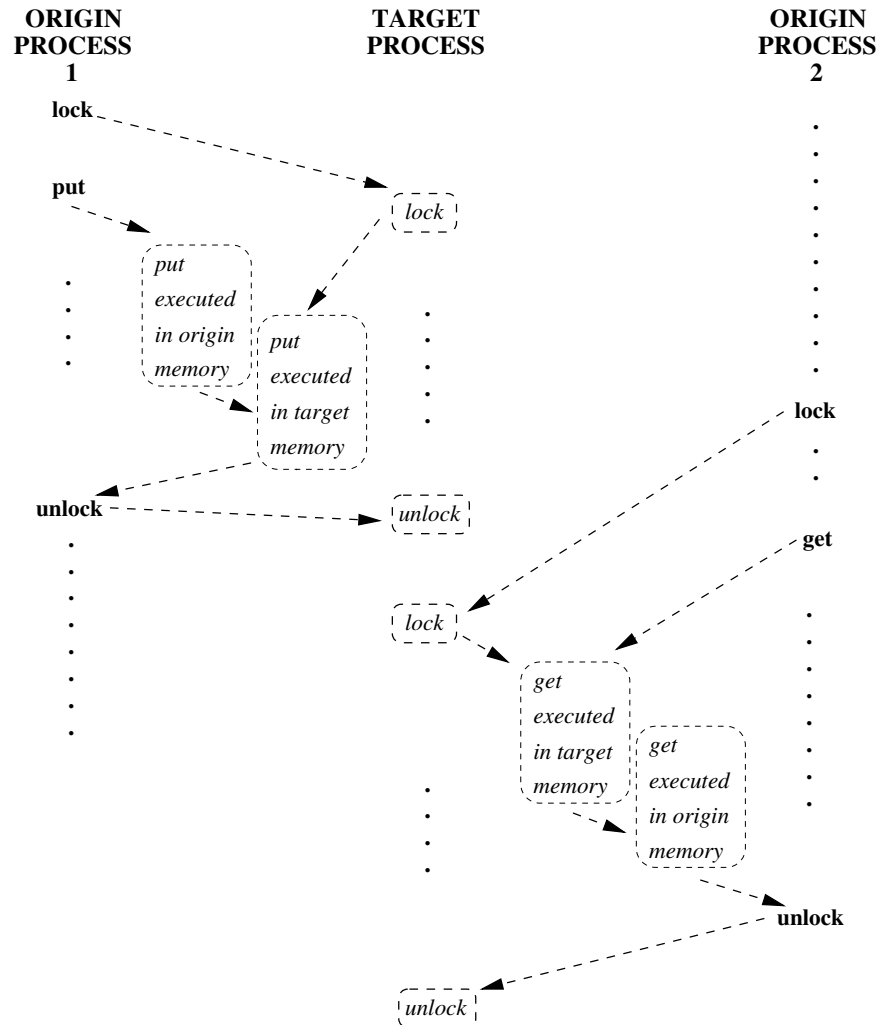 ORIGIN
PROCESS
1
TARGET
PROCESS
ORIGIN
PROCESS
2
lock
put
lock
put
executed
in origin
memory
put
executed
in target
memory
lock
unlock
unlock
get
lock
get
executed
in target
memory
get
executed
in origin
memory
unlock
unlock